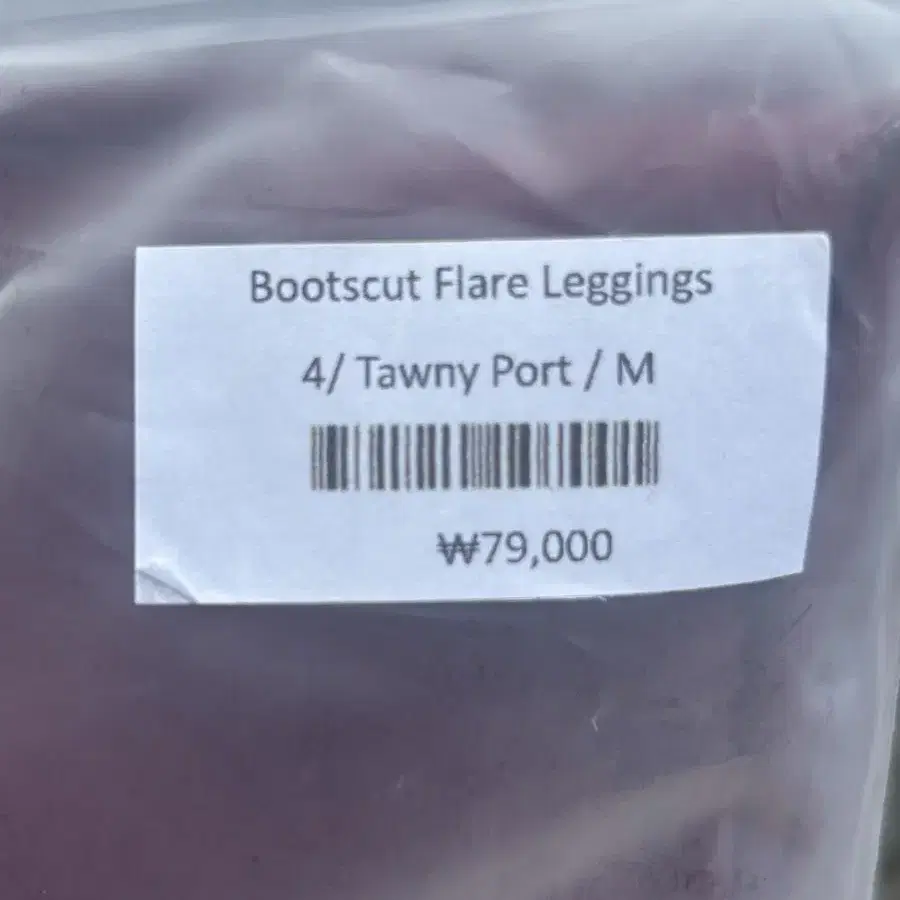 Bootscut Flare Leggings
4/ Tawny Port / M
₩79,000